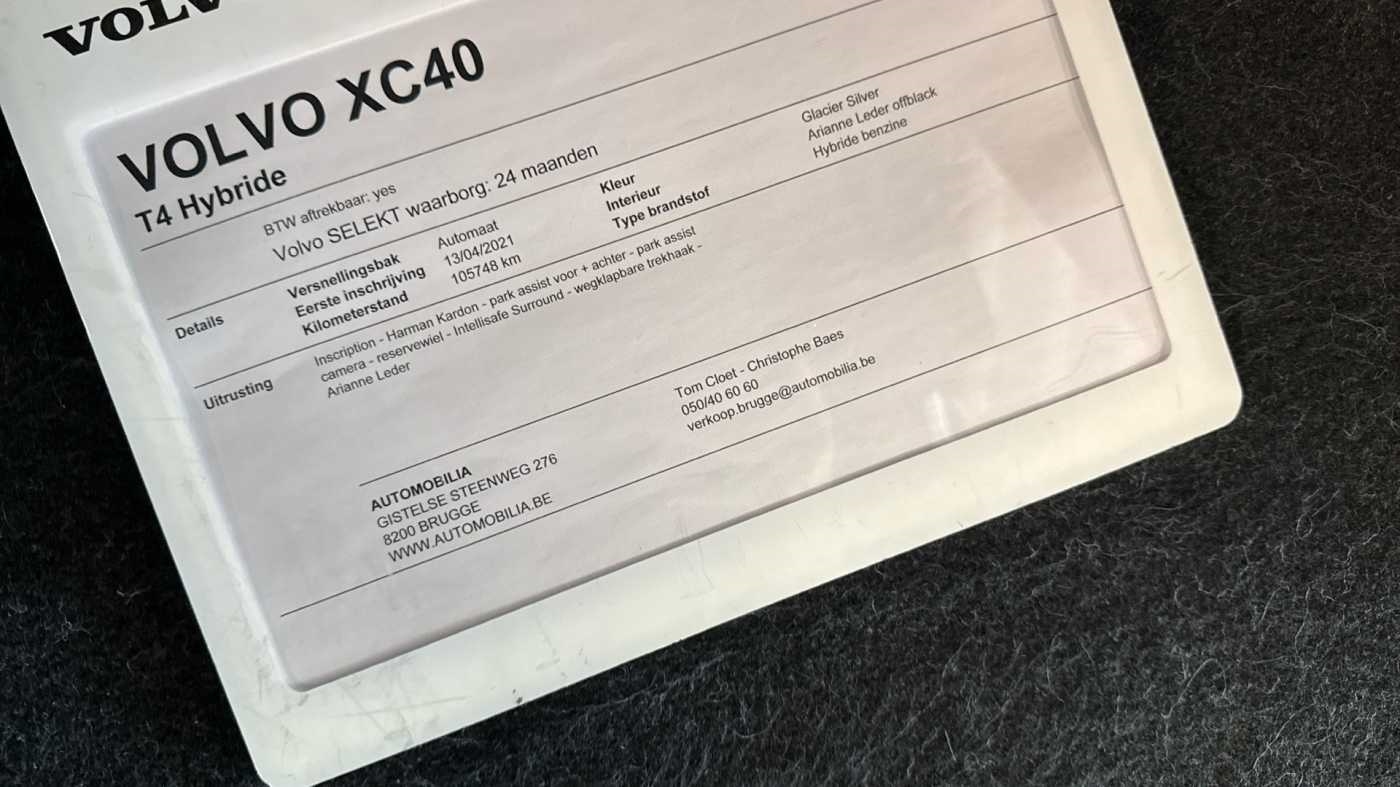 VOLVO
VOLVO XC40
T4 Hybride
BTW aftrekbaar: yes
Volvo SELEKT waarborg: 24 maanden
Details
Versnellingsbak Automaat
Eerste inschrijving 13/04/2021
Kilometerstand 105748 km
Kleur Glacier Silver
Interieur Arianne Leder offblack
Type brandstof Hybride benzine
Uitrusting
Inscription - Harman Kardon - park assist voor + achter - park assist
camera - reservewiel - Intellisafe Surround - wegklapbare trekhaak -
Arianne Leder
AUTOMOBILIA
GISTELSE STEENWEG 276
8200 BRUGGE
WWW.AUTOMOBILIA.BE
Tom Cloet - Christophe Baes
050/40 60 60
verkoop.brugge@automobilia.be